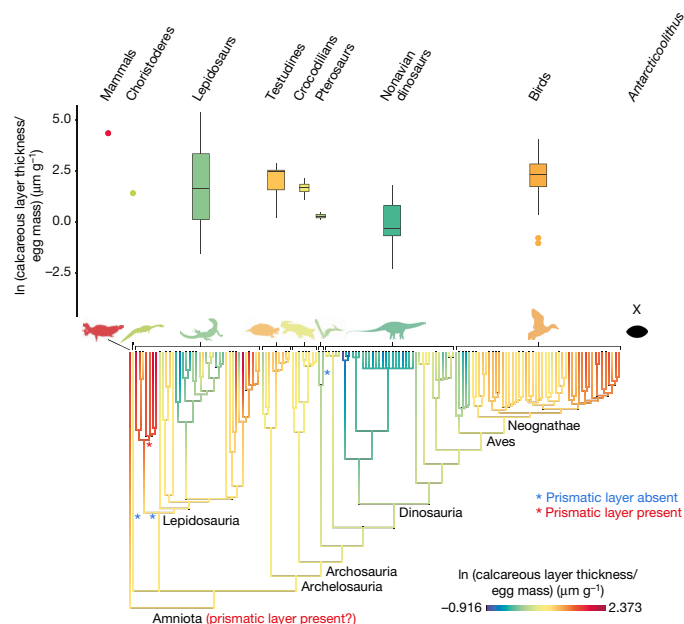 Mammals
Choristoderes
Lepidosaurs
Testudines
Crocodilians
Pterosaurs
Nonavian
dinosaurs
Birds
Antarcticoolithus
ln (calcareous layer thickness/
egg mass) (μm g⁻¹)
5.0
2.5
0.0
−2.5
X
*
*
* *
Neognathae
Aves
* Prismatic layer absent
* Prismatic layer present
Lepidosauria
Dinosauria
Archosauria
Archelosauria
ln (calcareous layer thickness/
egg mass) (μm g⁻¹)
-0.916 2.373
Amniota (prismatic layer present?)